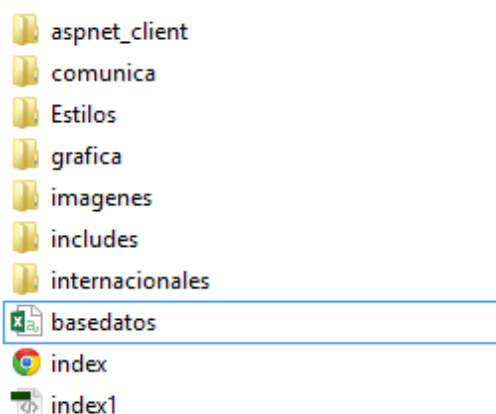 aspnet_client
comunica
Estilos
grafica
imagenes
includes
internacionales
basedatos
index
index1